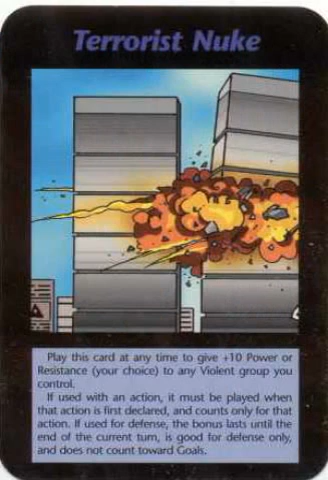 Terrorist Nuke
Play this card at any time to give +10 Power or
Resistance (your choice) to any Violent group you
control.
If used with an action, it must be played when
that action is first declared, and counts only for that
action. If used for defense, the bonus lasts until the
end of the current turn, is good for defense only,
and does not count toward Goals.